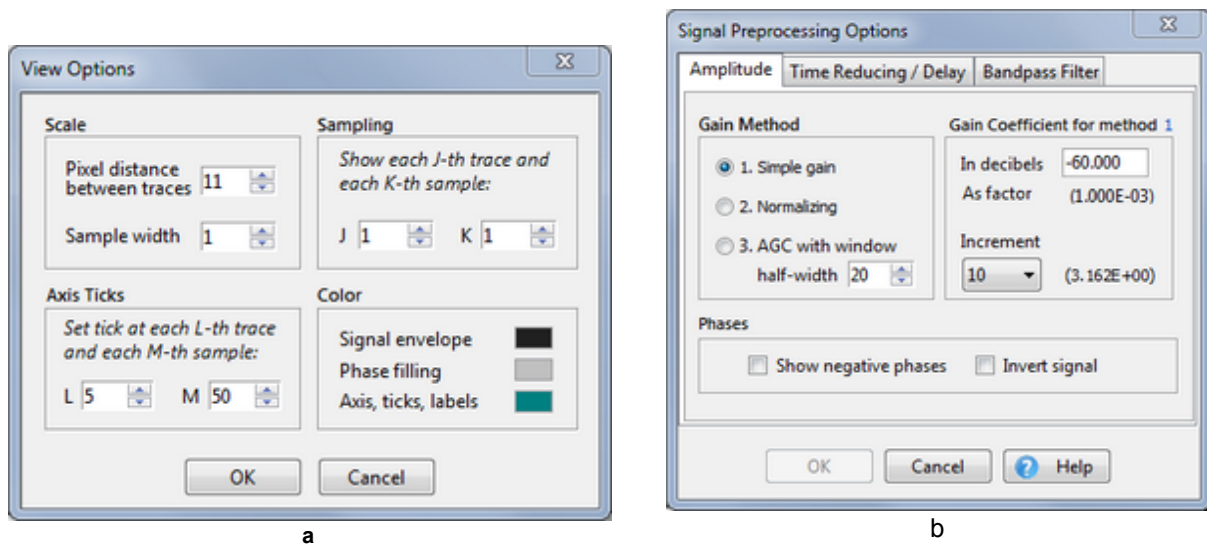 View Options
Scale
Pixel distance
between traces 11
Sample width 1
Sampling
Show each J-th trace and
each K-th sample:
J 1 K 1
Axis Ticks
Set tick at each L-th trace
and each M-th sample:
L 5 M 50
Color
Signal envelope
Phase filling
Axis, ticks, labels
OK Cancel
a
Signal Preprocessing Options
Amplitude Time Reducing / Delay Bandpass Filter
Gain Method
1. Simple gain
2. Normalizing
3. AGC with window
half-width 20
Gain Coefficient for method 1
In decibels -60.000
As factor (1.000E-03)
Increment
10 (3.162E+00)
Phases
Show negative phases Invert signal
OK Cancel ? Help
b